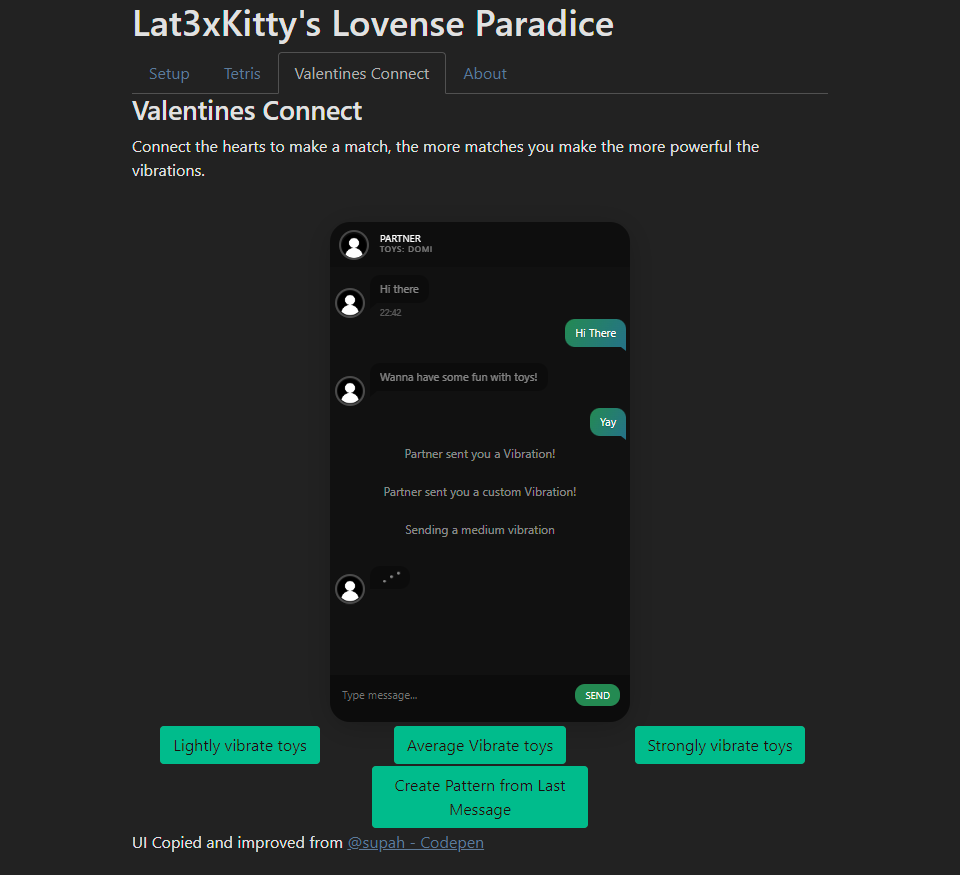 Lat3xKitty's Lovense Paradice
Setup Tetris Valentines Connect About
Valentines Connect
Connect the hearts to make a match, the more matches you make the more powerful the
vibrations.
PARTNER
TOYS: DOMI
Hi there
22:42
Hi There
Wanna have some fun with toys!
Yay
Partner sent you a Vibration!
Partner sent you a custom Vibration!
Sending a medium vibration
Type message... SEND
Lightly vibrate toys Average Vibrate toys Strongly vibrate toys
Create Pattern from Last
Message
UI Copied and improved from @supah - Codepen